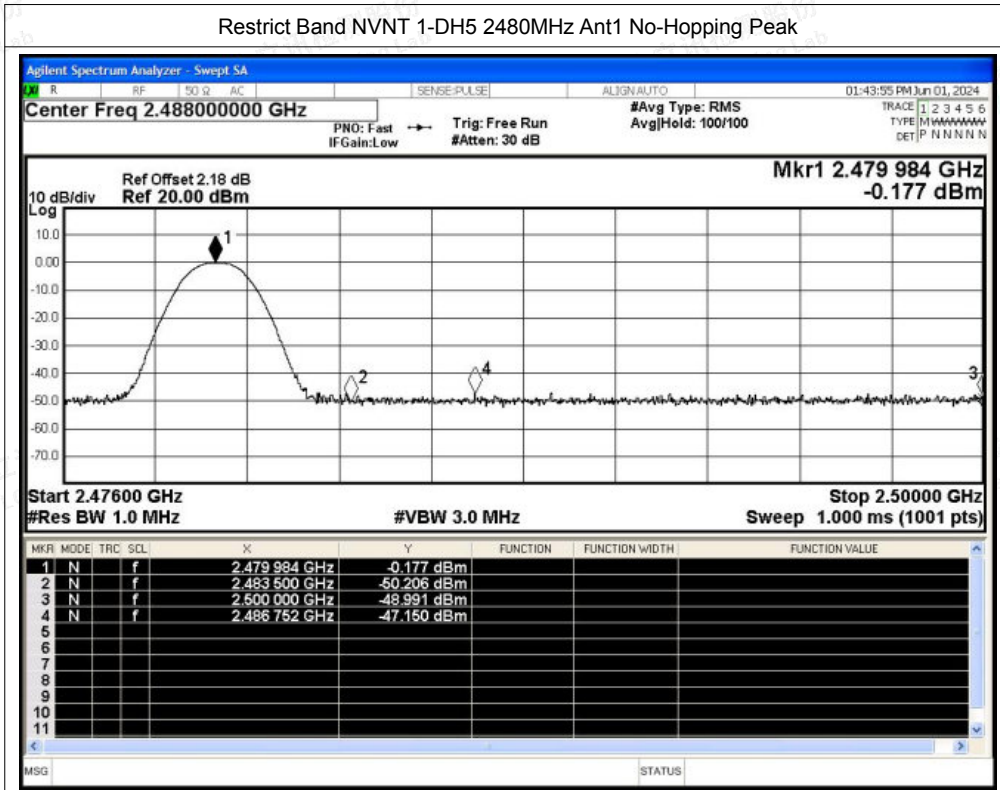 Restrict Band NVNT 1-DH5 2480MHz Ant1 No-Hopping Peak
Agilent Spectrum Analyzer - Swept SA
LXI R RF 50 Ω AC SENSE:PULSE ALIGN AUTO 01:43:55 PM Jun 01, 2024
Center Freq 2.488000000 GHz #Avg Type: RMS TRACE 1 2 3 4 5 6
PNO: Fast Trig: Free Run Avg|Hold: 100/100 TYPE MWWWWW
IFGain:Low #Atten: 30 dB DET P N N N N N
Mkr1 2.479 984 GHz
-0.177 dBm
Ref Offset 2.18 dB
10 dB/div Ref 20.00 dBm
Log
10.0
1
0.00
-10.0
-20.0
-30.0
-40.0
2 4 3
-50.0
-60.0
-70.0
Start 2.47600 GHz Stop 2.50000 GHz
#Res BW 1.0 MHz #VBW 3.0 MHz Sweep 1.000 ms (1001 pts)
MKR MODE TRC SCL X Y FUNCTION FUNCTION WIDTH FUNCTION VALUE
1 N f 2.479 984 GHz -0.177 dBm
2 N f 2.483 500 GHz -50.206 dBm
3 N f 2.500 000 GHz -48.991 dBm
4 N f 2.486 752 GHz -47.150 dBm
5
6
7
8
9
10
11
MSG STATUS